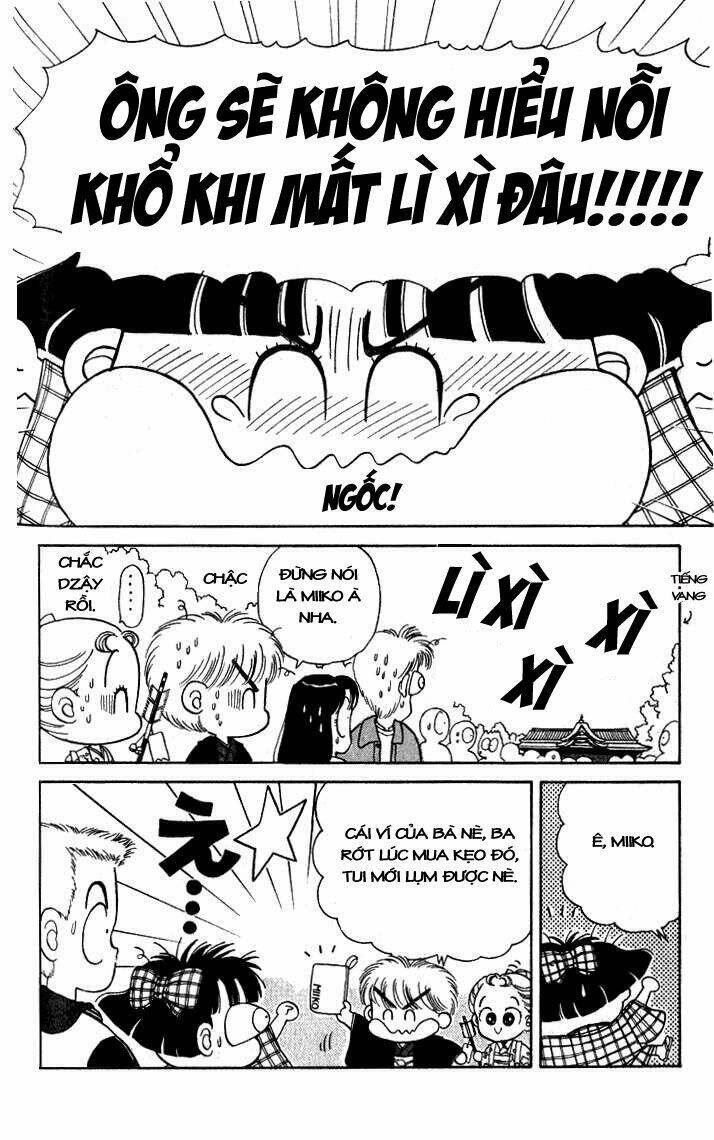 ÔNG SẼ KHÔNG HIỂU NỖI
KHỔ KHI MẤT LÌ XÌ ĐÂU!!!!!
NGỐC!
CHẮC
DZẬY
RỒI.
....
CHẬC
ĐỪNG NÓI
LÀ MIIKO À
NHA.
LÌ XÌ
XÌ
XÌ
TIẾNG
VANG
え...
CÁI VÍ CỦA BÀ NÈ, BA
RỚT LÚC MUA KẸO ĐÓ,
TUI MỚI LỤM ĐƯỢC NÈ.
MIIKO
Ê, MIIKO.